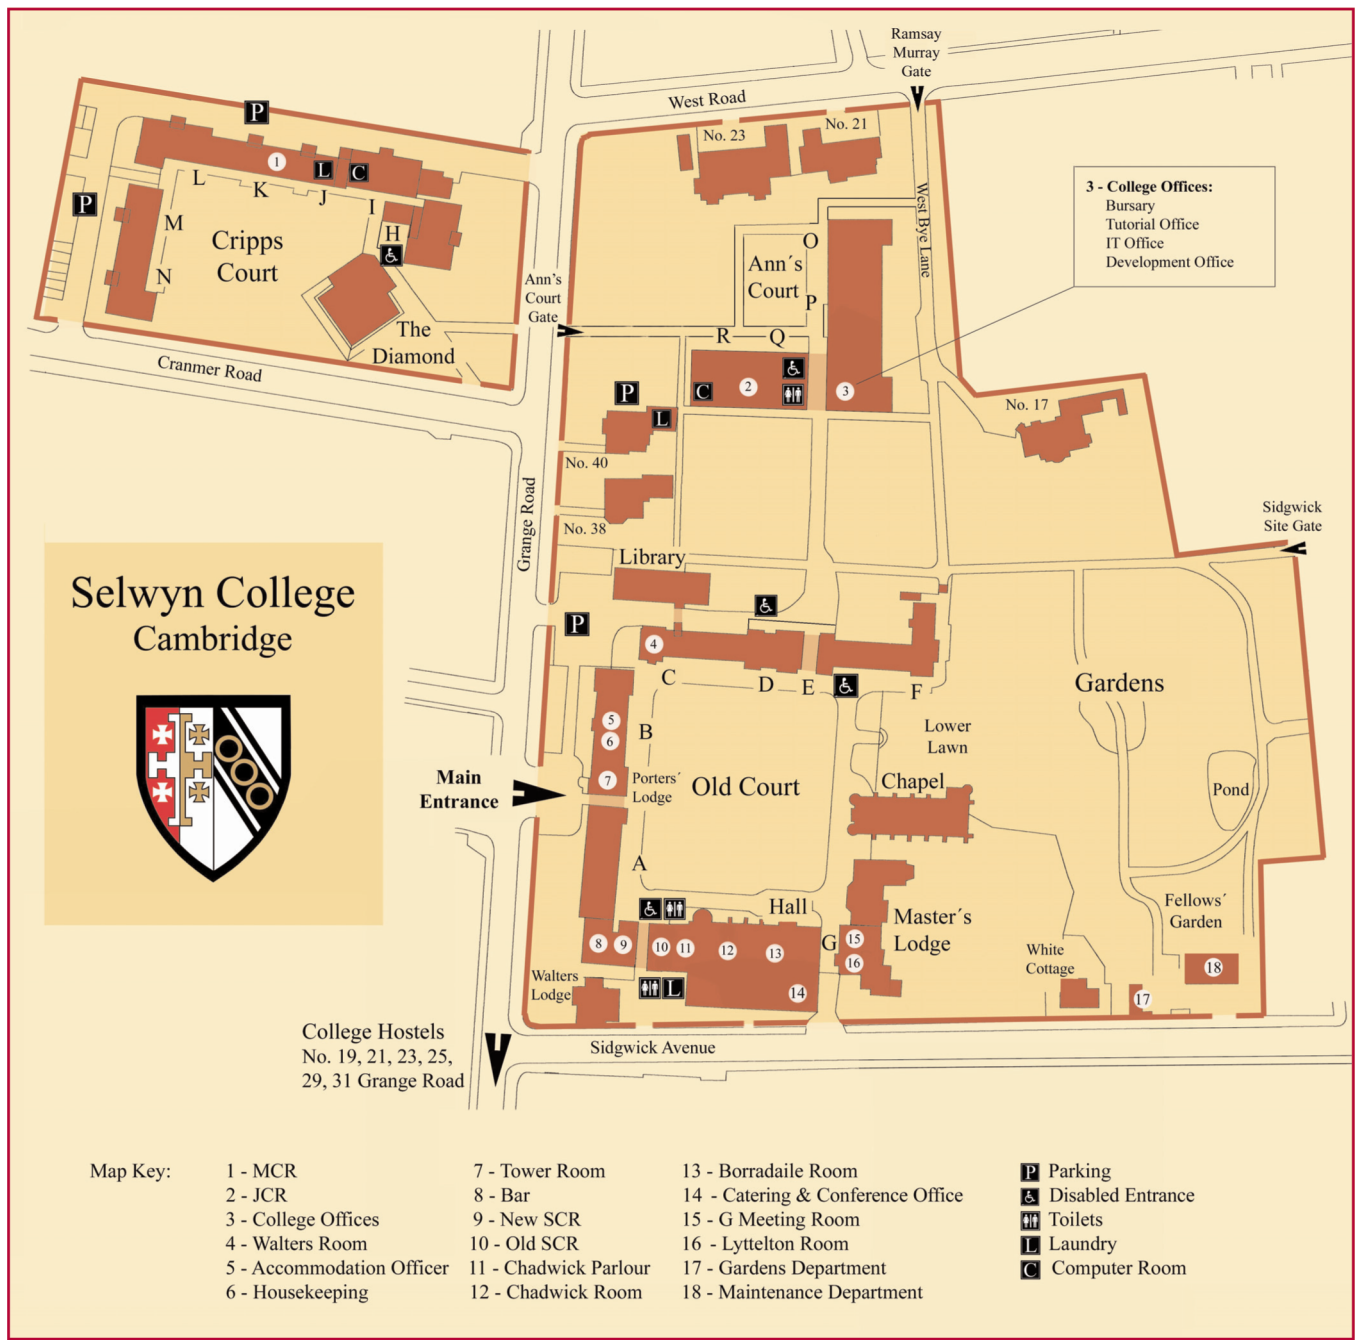 Ramsay
Murray
Gate
West Road
P
No. 23
No. 21
1
L
C
L
K
J
I
P
M
H
N
Cripps
Court
The
Diamond
Cranmer Road
Ann's
Court
Gate
Ann´s
Court
O
P
R
Q
West Bye Lane
3 - College Offices:
Bursary
Tutorial Office
IT Office
Development Office
P
L
C
2
3
No. 40
No. 38
No. 17
Grange Road
Sidgwick
Site Gate
Library
P
4
C
D
E
F
Selwyn College
Cambridge
5
6
7
B
Porters´
Lodge
Main
Entrance
Old Court
Lower
Lawn
Chapel
Gardens
Pond
A
Hall
Master´s
Lodge
G
Fellows´
Garden
White
Cottage
8
9
10
11
12
13
14
15
16
17
18
L
Walters
Lodge
College Hostels
No. 19, 21, 23, 25,
29, 31 Grange Road
Sidgwick Avenue
Map Key:
1 - MCR
2 - JCR
3 - College Offices
4 - Walters Room
5 - Accommodation Officer
6 - Housekeeping
7 - Tower Room
8 - Bar
9 - New SCR
10 - Old SCR
11 - Chadwick Parlour
12 - Chadwick Room
13 - Borradaile Room
14 - Catering & Conference Office
15 - G Meeting Room
16 - Lyttelton Room
17 - Gardens Department
18 - Maintenance Department
P Parking
Disabled Entrance
Toilets
L Laundry
C Computer Room